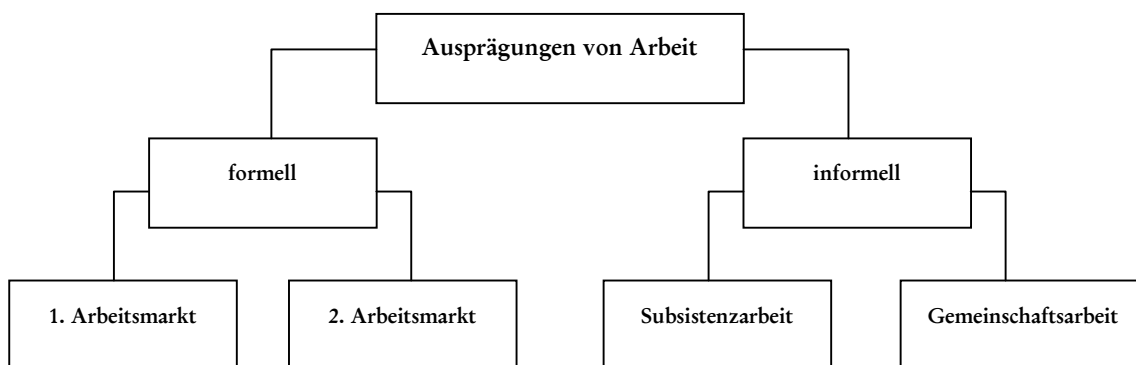 Ausprägungen von Arbeit
formell
informell
1. Arbeitsmarkt
2. Arbeitsmarkt
Subsistenzarbeit
Gemeinschaftsarbeit